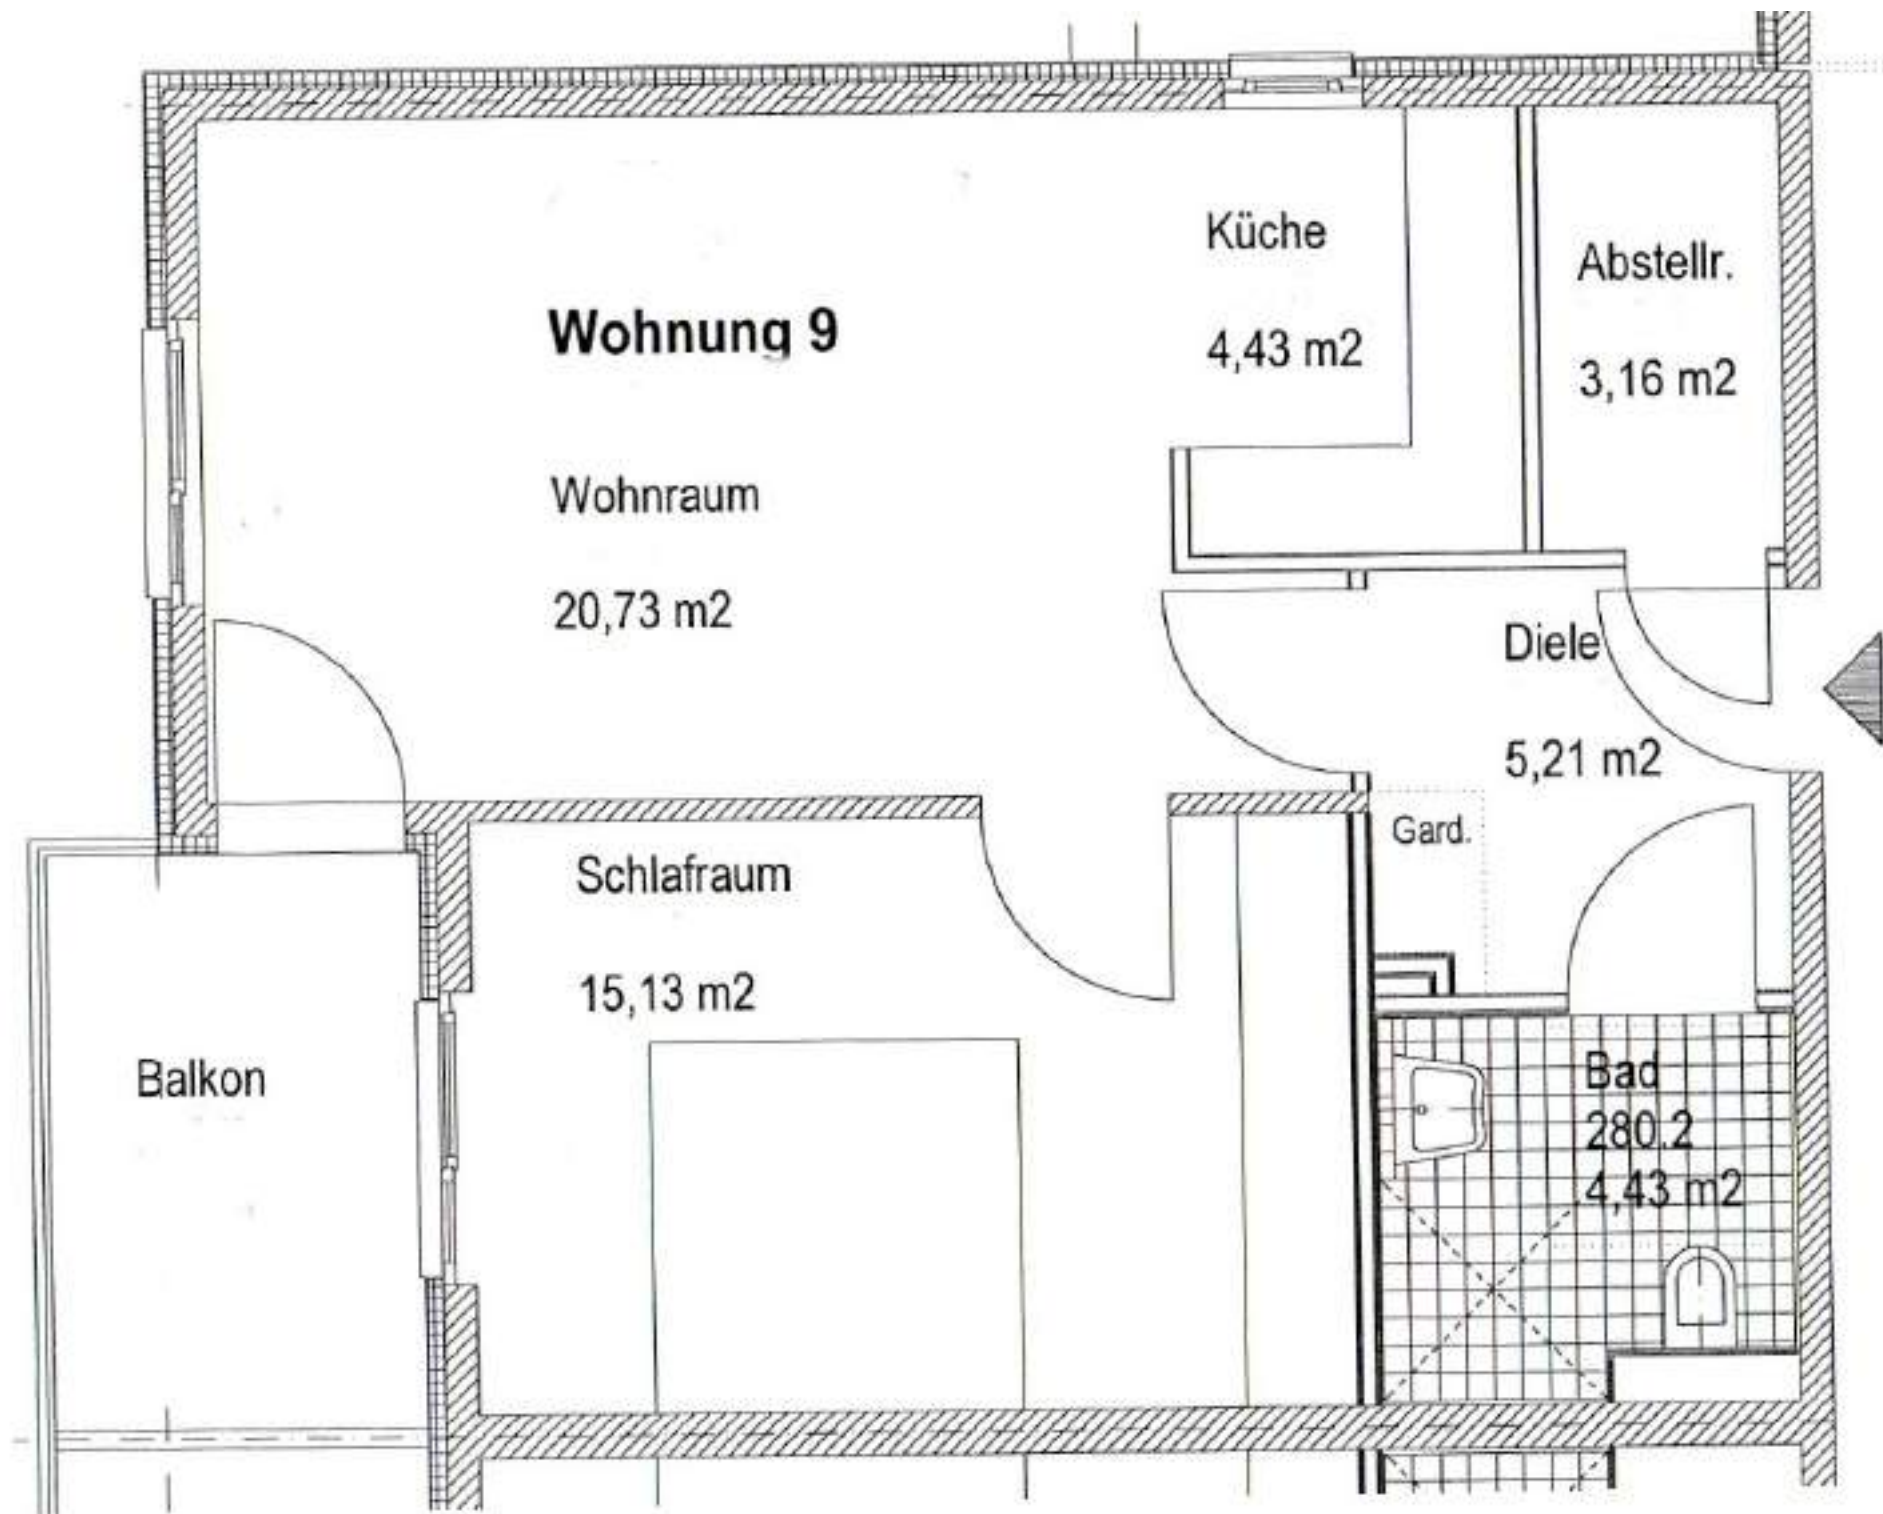 Küche
4,43 m2
Abstellr.
3,16 m2
Wohnung 9
Wohnraum
20,73 m2
Diele
5,21 m2
Gard.
Schlafraum
15,13 m2
Balkon
Bad
280.2
4,43 m2